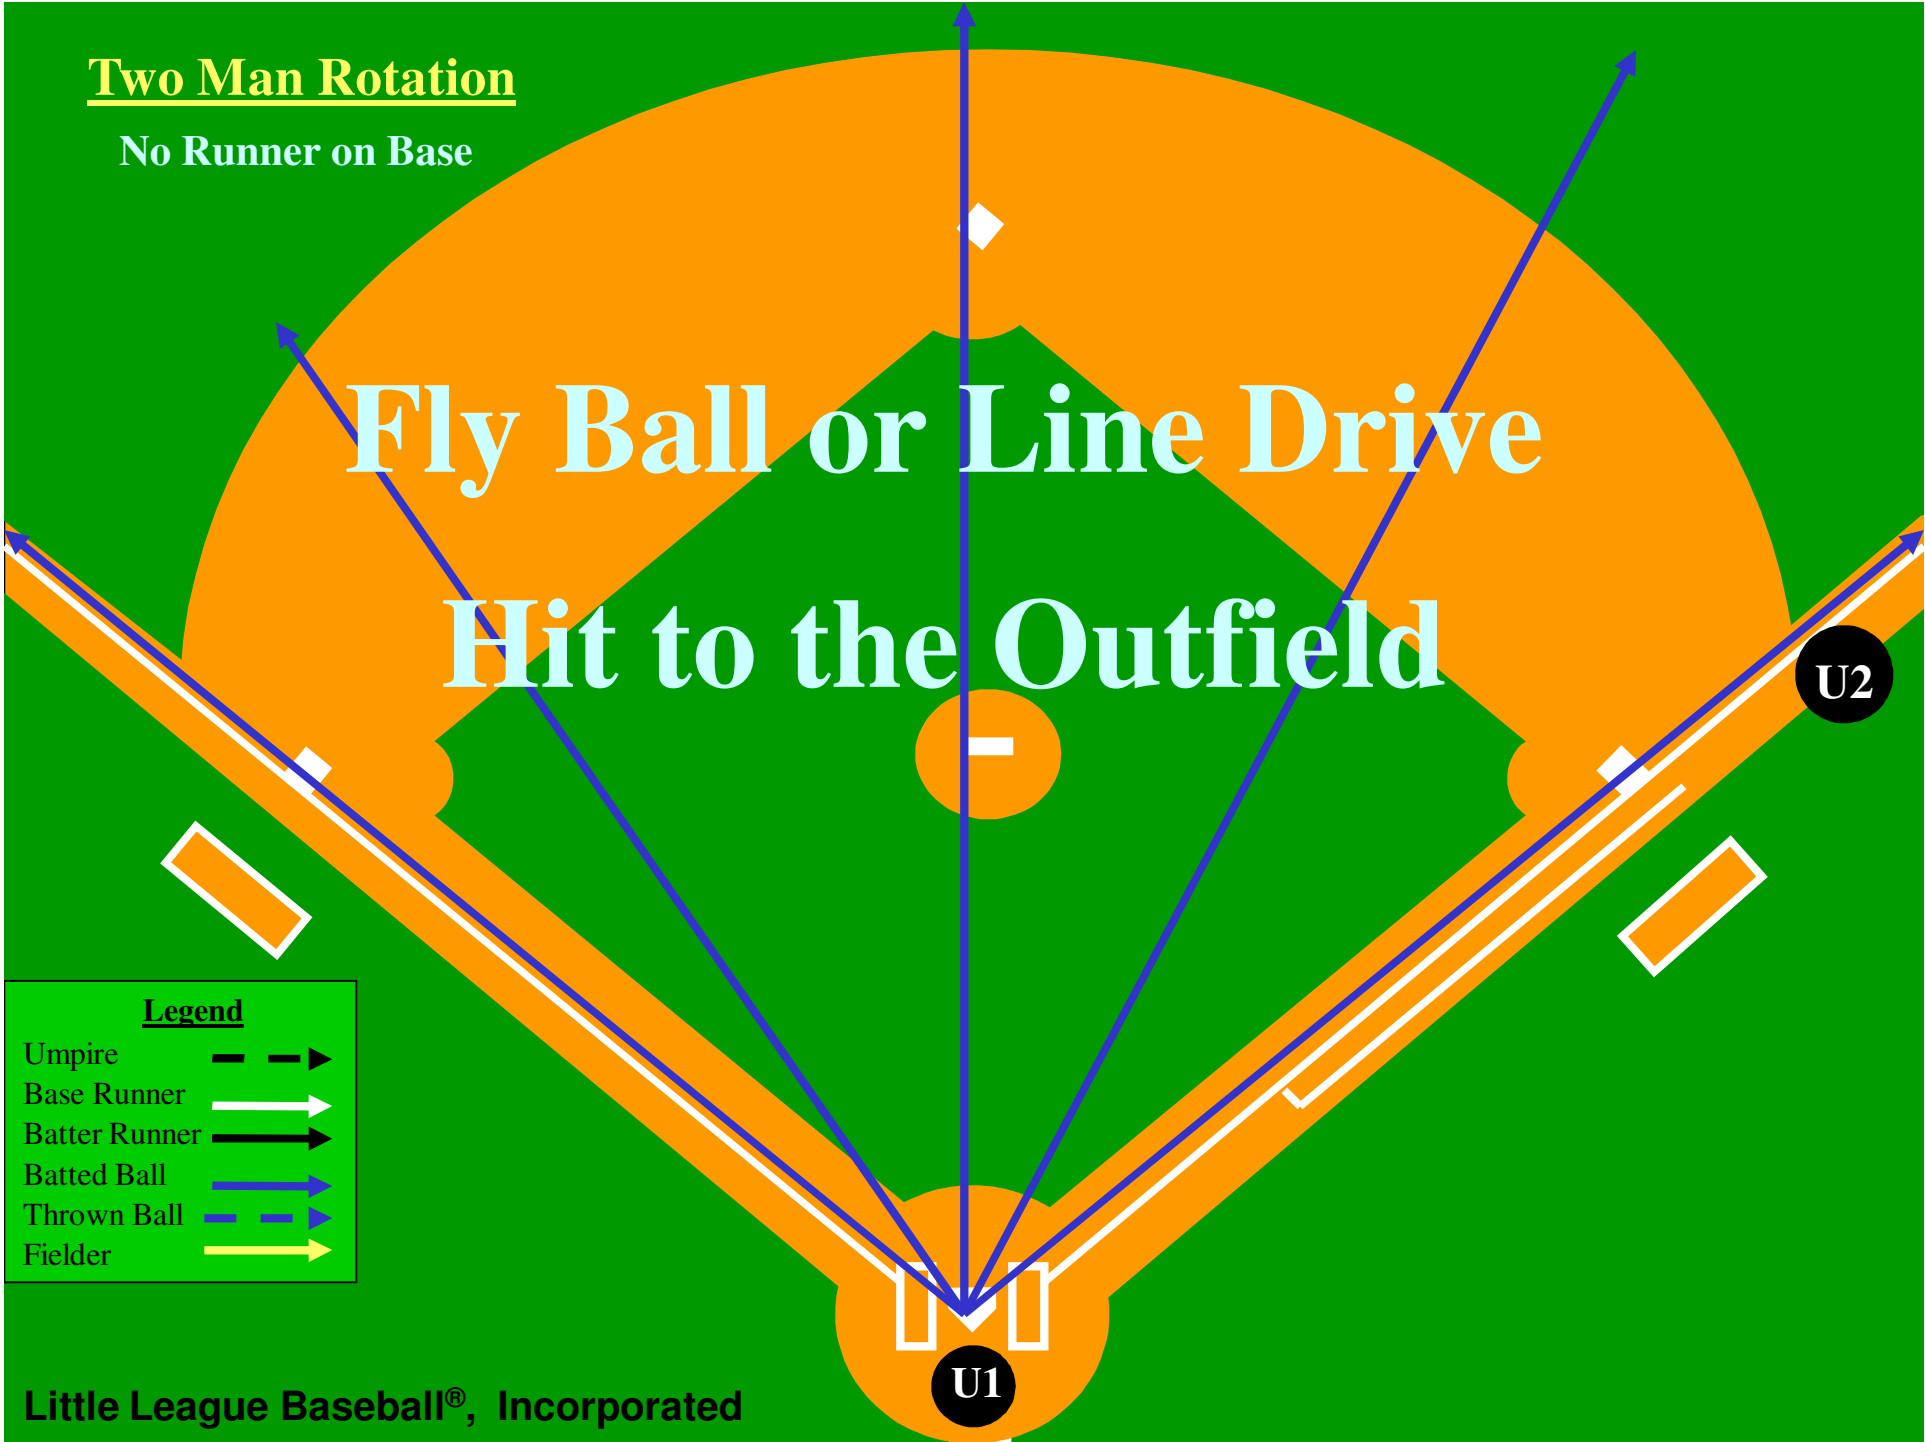 Two Man Rotation
No Runner on Base
Fly Ball or Line Drive
Hit to the Outfield
U2
Legend
Umpire
Base Runner
Batter Runner
Batted Ball
Thrown Ball
Fielder
U1
Little League Baseball®, Incorporated